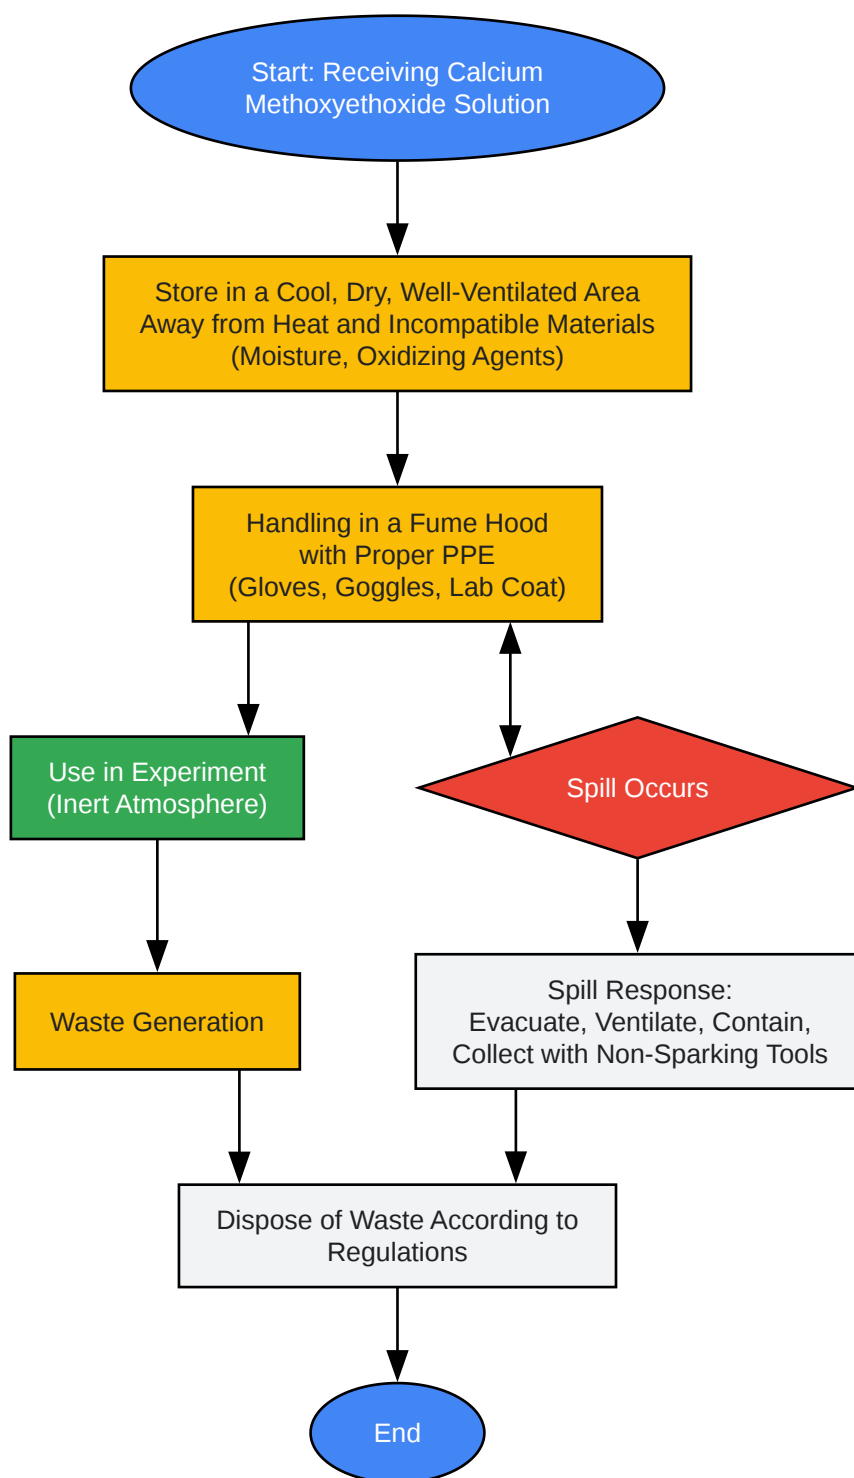 Start: Receiving Calcium
Methoxyethoxide Solution
Store in a Cool, Dry, Well-Ventilated Area
Away from Heat and Incompatible Materials
(Moisture, Oxidizing Agents)
Handling in a Fume Hood
with Proper PPE
(Gloves, Goggles, Lab Coat)
Use in Experiment
(Inert Atmosphere)
Spill Occurs
Waste Generation
Spill Response:
Evacuate, Ventilate, Contain,
Collect with Non-Sparking Tools
Dispose of Waste According to
Regulations
End